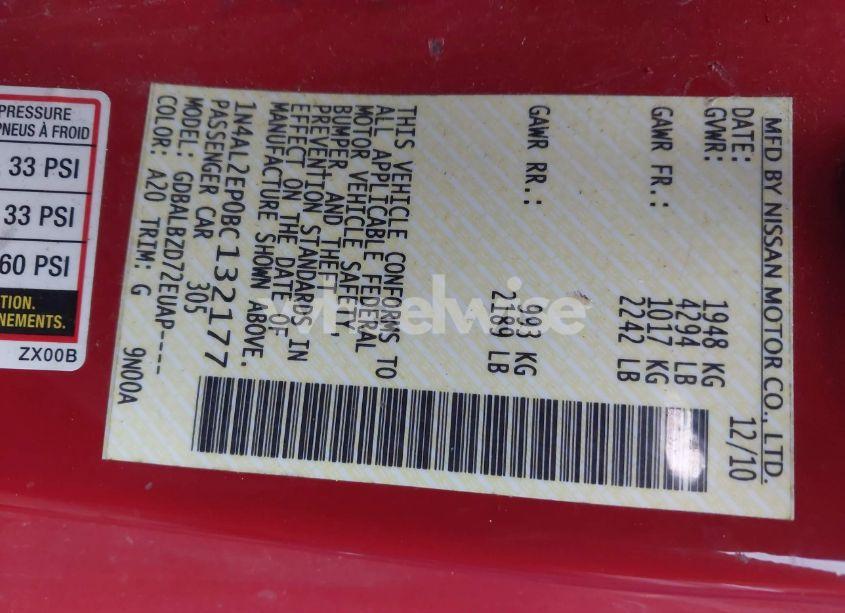 PRESSURE
PNEUS À FROID
33 PSI
33 PSI
60 PSI
TION.
NEMENTS.
ZX00B
MFD BY NISSAN MOTOR CO., LTD.
DATE: 12/10
GVWR: 1948 KG
4294 LB
GAWR FR.: 1017 KG
2242 LB
GAWR RR.: 993 KG
2189 LB
THIS VEHICLE CONFORMS TO
ALL APPLICABLE FEDERAL
MOTOR VEHICLE SAFETY,
BUMPER, AND THEFT
PREVENTION STANDARDS IN
EFFECT ON THE DATE OF
MANUFACTURE SHOWN ABOVE.
1N4AL2EP0BC132177
PASSENGER CAR 305
MODEL: GDBALBZD72EUAP----
COLOR: A20 TRIM: G 9N00A
wheelwise